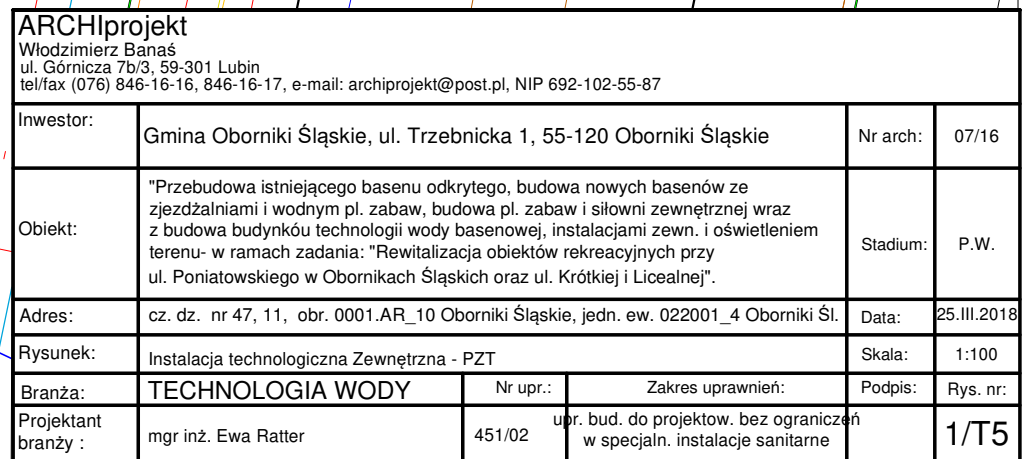 ARCHIprojekt
Włodzimierz Banaś
ul. Górnicza 7b/3, 59-301 Lubin
tel/fax (076) 846-16-16, 846-16-17, e-mail: archiprojekt@post.pl, NIP 692-102-55-87
Inwestor: Gmina Oborniki Śląskie, ul. Trzebnicka 1, 55-120 Oborniki Śląskie Nr arch: 07/16
Obiekt: "Przebudowa istniejącego basenu odkrytego, budowa nowych basenów ze
zjezdżalniami i wodnym pl. zabaw, budowa pl. zabaw i siłowni zewnętrznej wraz
z budowa budynków technologii wody basenowej, instalacjami zewn. i oświetleniem
terenu- w ramach zadania: "Rewitalizacja obiektów rekreacyjnych przy
ul. Poniatowskiego w Obornikach Śląskich oraz ul. Krótkiej i Licealnej".
Stadium: P.W.
Adres: cz. dz. nr 47, 11, obr. 0001.AR_10 Oborniki Śląskie, jedn. ew. 022001_4 Oborniki Śl. Data: 25.III.2018
Rysunek: Instalacja technologiczna Zewnętrzna - PZT Skala: 1:100
Branża: TECHNOLOGIA WODY Nr upr.: Zakres uprawnień: Podpis: Rys. nr:
Projektant
branży : mgr inż. Ewa Ratter 451/02 upr. bud. do projektow. bez ograniczeń
w specjaln. instalacje sanitarne 1/T5